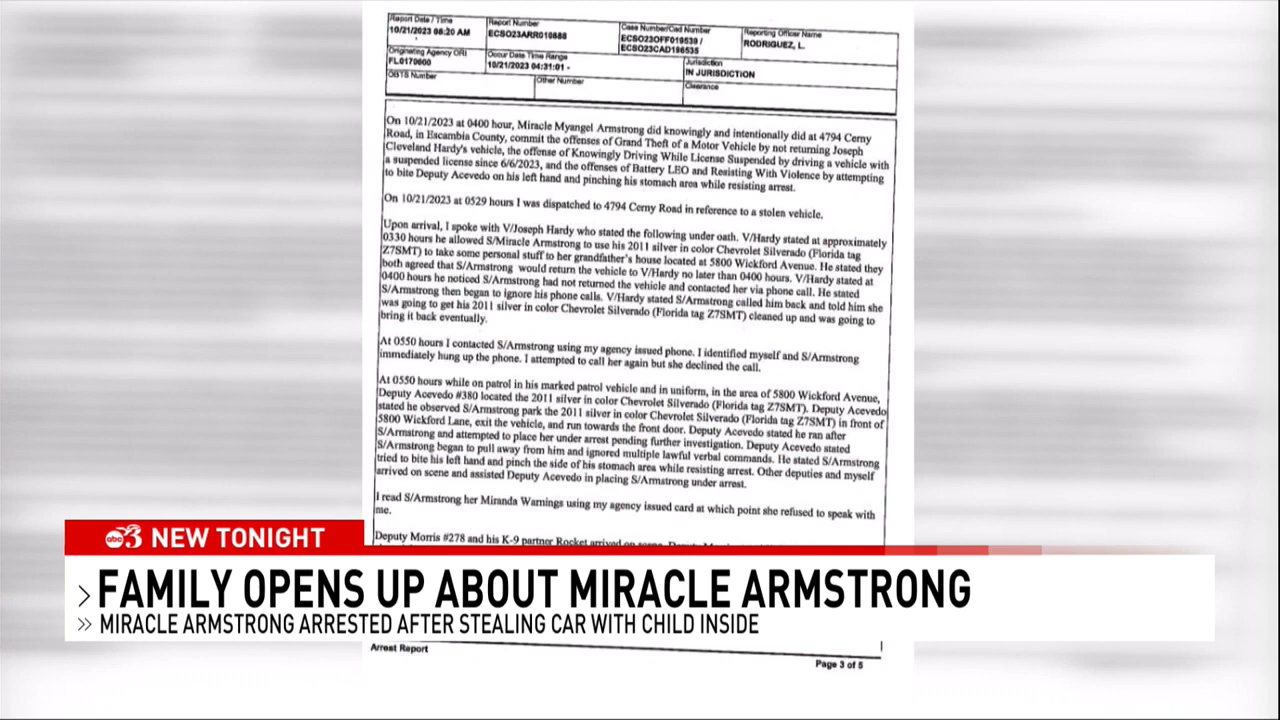 Report Date / Time
10/21/2023 08:20 AM
Report Number
ECSO23ARR010688
Case Number/Cad Number
ECSO23OFF019539 /
ECSO23CAD196535
Reporting Officer Name
RODRIGUEZ, L.
Originating Agency ORI
FL0170000
Occur Date Time Range
10/21/2023 04:31:01 -
Jurisdiction
IN JURISDICTION
OBTS Number
Other Number
Clearance
On 10/21/2023 at 0400 hour, Miracle Myangel Armstrong did knowingly and intentionally did at 4794 Cerny
Road, in Escambia County, commit the offenses of Grand Theft of a Motor Vehicle by not returning Joseph
Cleveland Hardy's vehicle, the offense of Knowingly Driving While License Suspended by driving a vehicle with
a suspended license since 6/6/2023, and the offenses of Battery LEO and Resisting With Violence by attempting
to bite Deputy Acevedo on his left hand and pinching his stomach area while resisting arrest.
On 10/21/2023 at 0529 hours I was dispatched to 4794 Cerny Road in reference to a stolen vehicle.
Upon arrival, I spoke with V/Joseph Hardy who stated the following under oath. V/Hardy stated at approximately
0330 hours he allowed S/Miracle Armstrong to use his 2011 silver in color Chevrolet Silverado (Florida tag
Z7SMT) to take some personal stuff to her grandfather's house located at 5800 Wickford Avenue. He stated they
both agreed that S/Armstrong would return the vehicle to V/Hardy no later than 0400 hours. V/Hardy stated at
0400 hours he noticed S/Armstrong had not returned the vehicle and contacted her via phone call. He stated
S/Armstrong then began to ignore his phone calls. V/Hardy stated S/Armstrong called him back and told him she
was going to get his 2011 silver in color Chevrolet Silverado (Florida tag Z7SMT) cleaned up and was going to
bring it back eventually.
At 0550 hours I contacted S/Armstrong using my agency issued phone. I identified myself and S/Armstrong
immediately hung up the phone. I attempted to call her again but she declined the call.
At 0550 hours while on patrol in his marked patrol vehicle and in uniform, in the area of 5800 Wickford Avenue,
Deputy Acevedo #380 located the 2011 silver in color Chevrolet Silverado (Florida tag Z7SMT). Deputy Acevedo
stated he observed S/Armstrong park the 2011 silver in color Chevrolet Silverado (Florida tag Z7SMT) in front of
5800 Wickford Lane, exit the vehicle, and run towards the front door. Deputy Acevedo stated he ran after
S/Armstrong and attempted to place her under arrest pending further investigation. Deputy Acevedo stated
S/Armstrong began to pull away from him and ignored multiple lawful verbal commands. He stated S/Armstrong
tried to bite his left hand and pinch the side of his stomach area while resisting arrest. Other deputies and myself
arrived on scene and assisted Deputy Acevedo in placing S/Armstrong under arrest.
I read S/Armstrong her Miranda Warnings using my agency issued card at which point she refused to speak with
me.
Deputy Morris #278 and his K-9 partner Rocket arrived on scene. Deputy
abc 3 NEW TONIGHT
FAMILY OPENS UP ABOUT MIRACLE ARMSTRONG
MIRACLE ARMSTRONG ARRESTED AFTER STEALING CAR WITH CHILD INSIDE
Arrest Report
Page 3 of 5